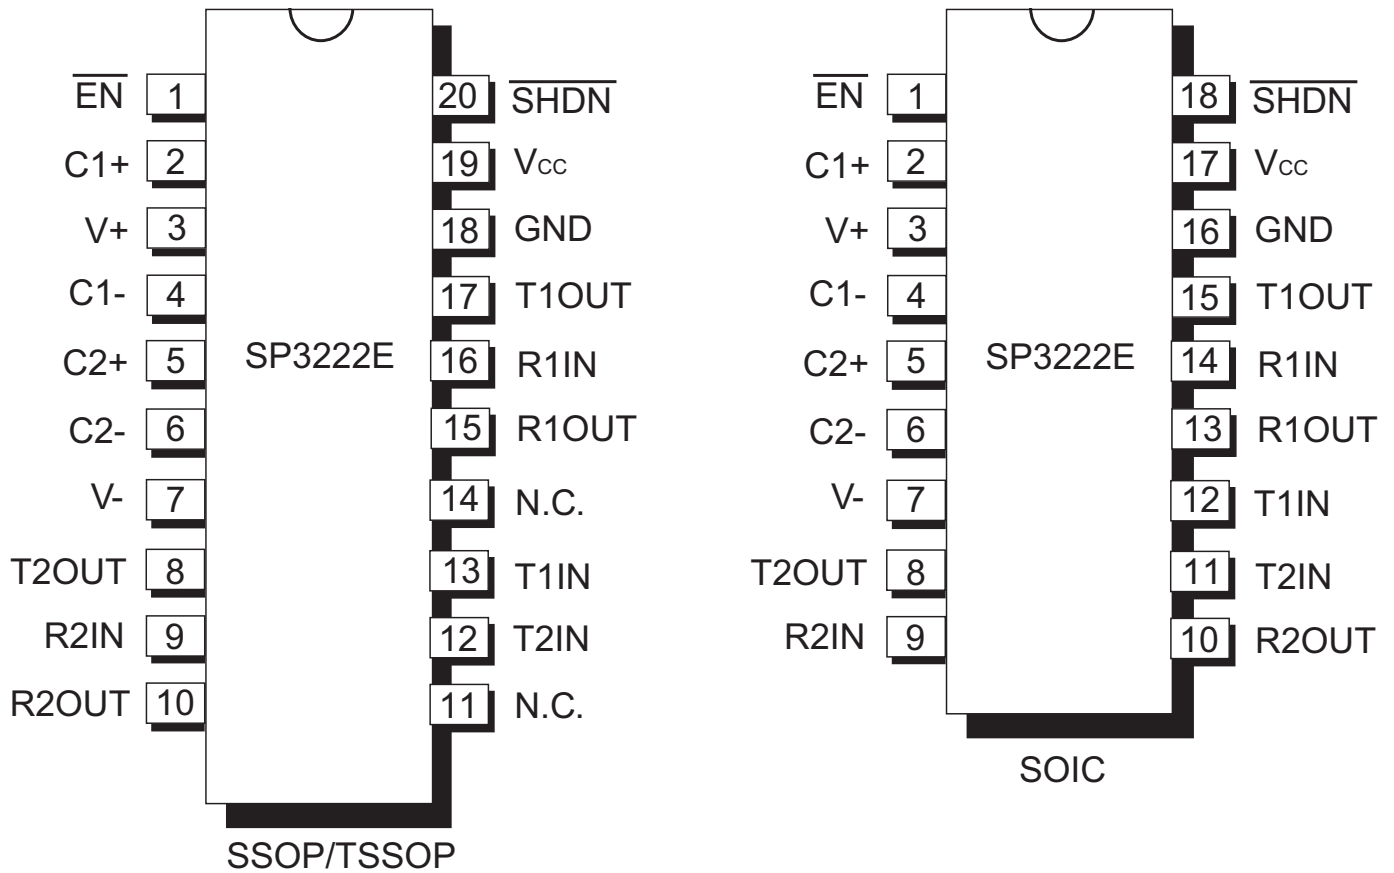 EN 1
C1+ 2
V+ 3
C1- 4
C2+ 5
C2- 6
V- 7
T2OUT 8
R2IN 9
R2OUT 10
SP3222E
20 SHDN
19 Vcc
18 GND
17 T1OUT
16 R1IN
15 R1OUT
14 N.C.
13 T1IN
12 T2IN
11 N.C.
SSOP/TSSOP
EN 1
C1+ 2
V+ 3
C1- 4
C2+ 5
C2- 6
V- 7
T2OUT 8
R2IN 9
SP3222E
18 SHDN
17 Vcc
16 GND
15 T1OUT
14 R1IN
13 R1OUT
12 T1IN
11 T2IN
10 R2OUT
SOIC